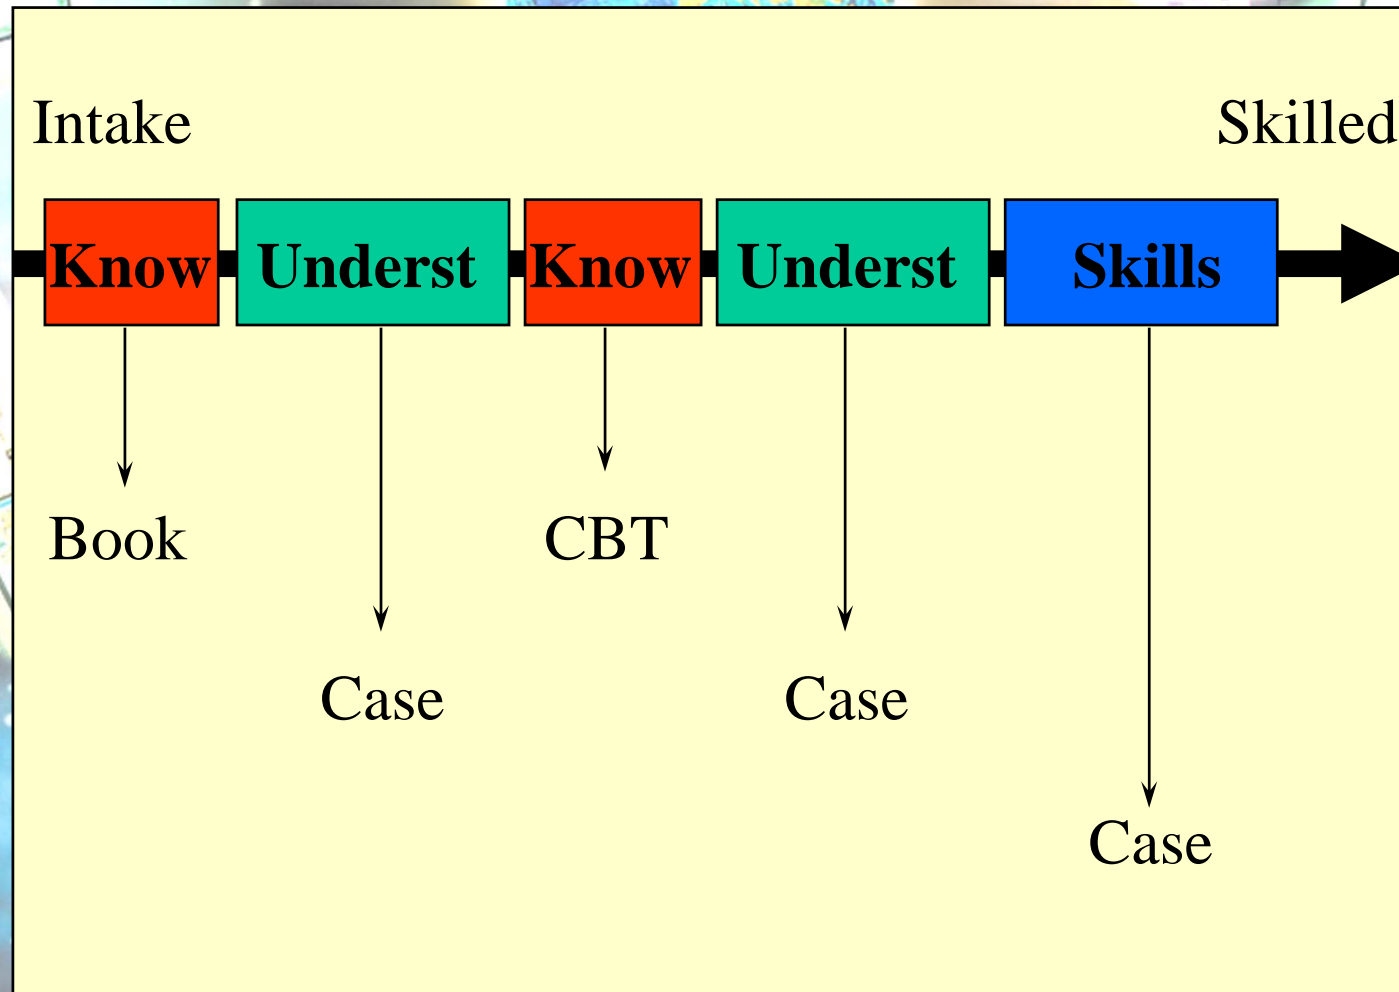 Intake Skilled
Know Underst Know Underst Skills
Book CBT
Case Case
Case